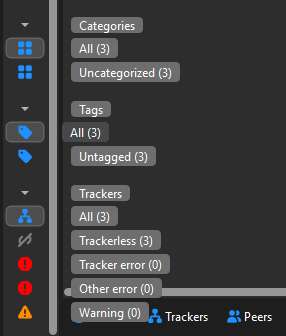 Categories
All (3)
Uncategorized (3)
Tags
All (3)
Untagged (3)
Trackers
All (3)
Trackerless (3)
Tracker error (0)
Other error (0)
Warning (0)
Trackers
Peers